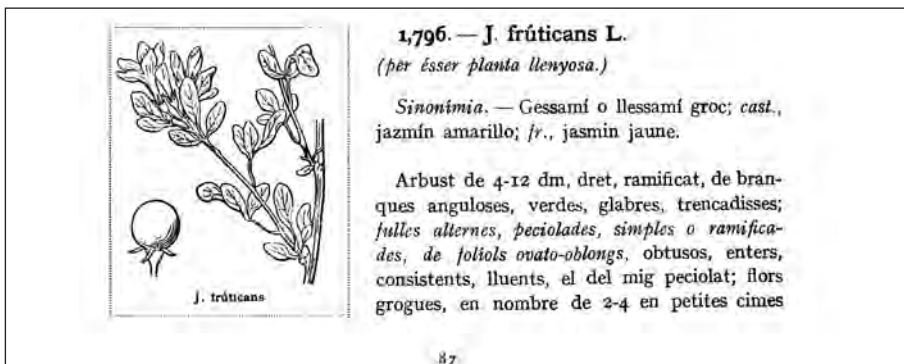 1,796. — J. frúticans L.
(per ésser planta llenyosa.)
Sinonímia. — Gessamí o llessamí groc; cast.,
jazmín amarillo; fr., jasmin jaune.
Arbust de 4-12 dm, dret, ramificat, de bran-
ques anguloses, verdes, glabres, trencadisses;
fulles alternes, peciolades, simples o ramifica-
des, de folíols ovato-oblongs, obtusos, enters,
consistents, lluents, el del mig peciolat; flors
grogues, en nombre de 2-4 en petites cimes
J. frúticans
87